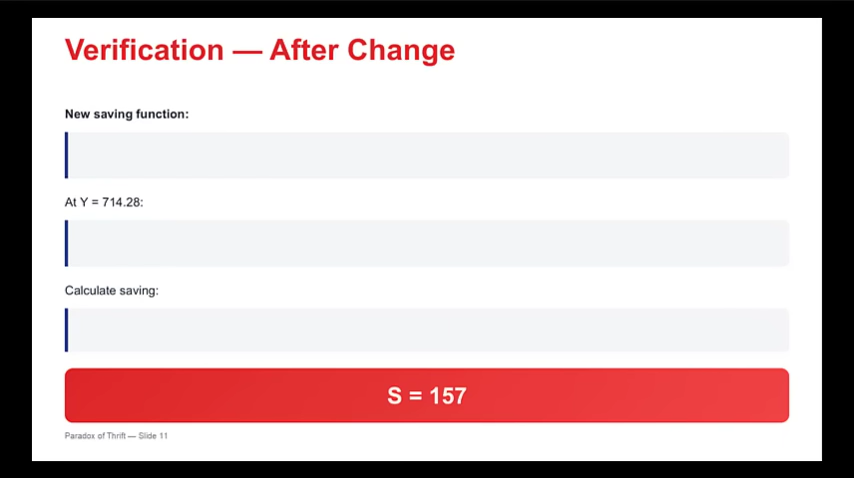 Verification — After Change
New saving function:
At Y = 714.28:
Calculate saving:
S = 157
Paradox of Thrift — Slide 11